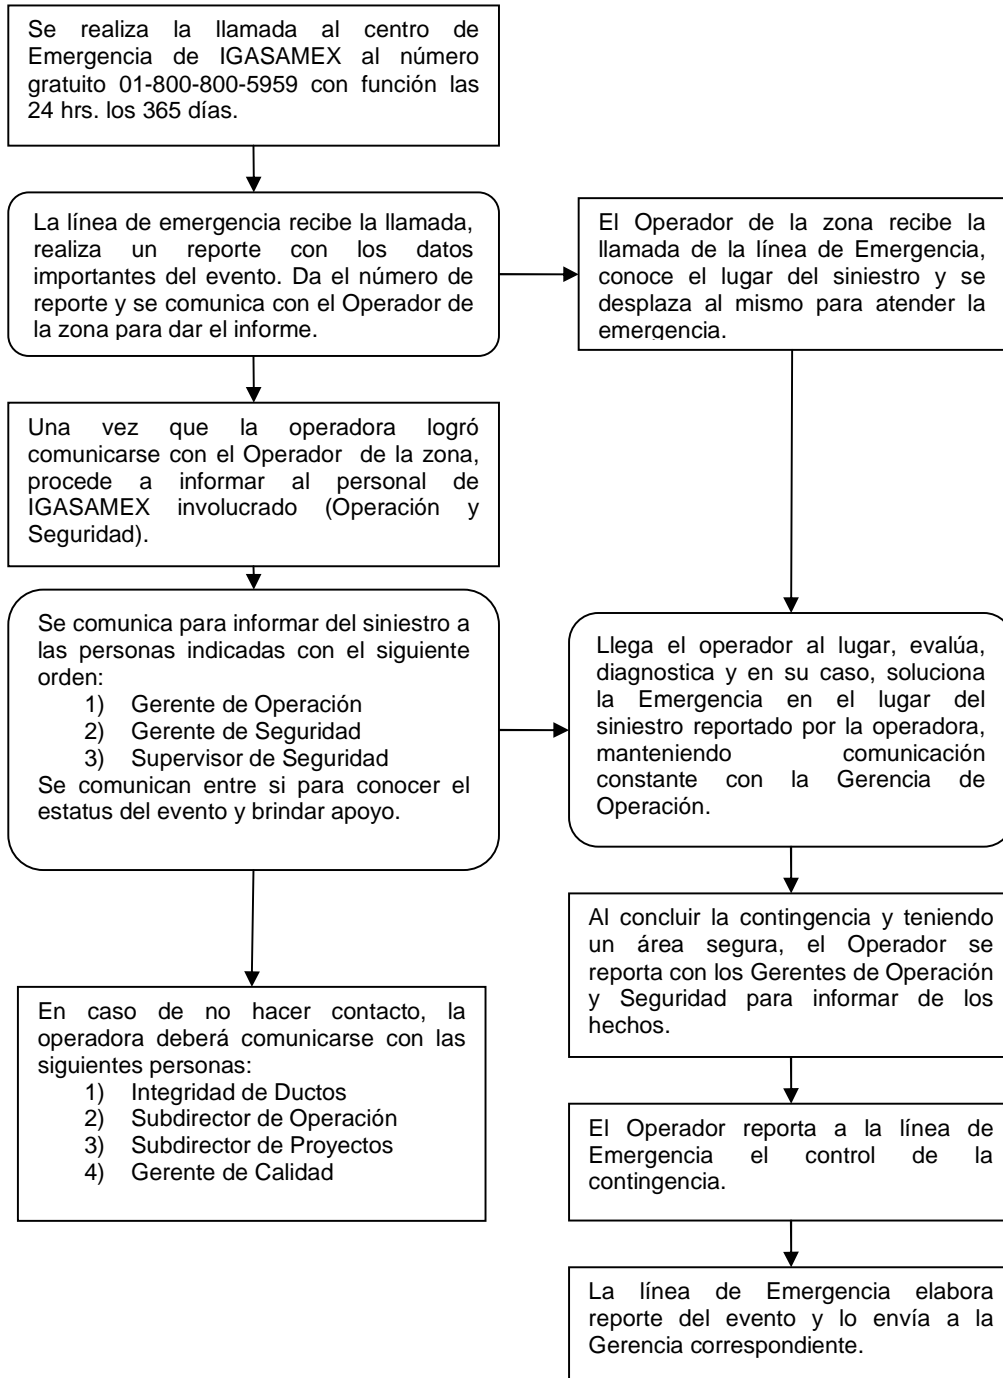 Se realiza la llamada al centro de
Emergencia de IGASAMEX al número
gratuito 01-800-800-5959 con función las
24 hrs. los 365 días.
La línea de emergencia recibe la llamada,
realiza un reporte con los datos
importantes del evento. Da el número de
reporte y se comunica con el Operador de
la zona para dar el informe.
El Operador de la zona recibe la
llamada de la línea de Emergencia,
conoce el lugar del siniestro y se
desplaza al mismo para atender la
emergencia.
Una vez que la operadora logró
comunicarse con el Operador de la zona,
procede a informar al personal de
IGASAMEX involucrado (Operación y
Seguridad).
Se comunica para informar del siniestro a
las personas indicadas con el siguiente
orden:
1) Gerente de Operación
2) Gerente de Seguridad
3) Supervisor de Seguridad
Se comunican entre si para conocer el
estatus del evento y brindar apoyo.
Llega el operador al lugar, evalúa,
diagnostica y en su caso, soluciona
la Emergencia en el lugar del
siniestro reportado por la operadora,
manteniendo comunicación
constante con la Gerencia de
Operación.
En caso de no hacer contacto, la
operadora deberá comunicarse con las
siguientes personas:
1) Integridad de Ductos
2) Subdirector de Operación
3) Subdirector de Proyectos
4) Gerente de Calidad
Al concluir la contingencia y teniendo
un área segura, el Operador se
reporta con los Gerentes de Operación
y Seguridad para informar de los
hechos.
El Operador reporta a la línea de
Emergencia el control de la
contingencia.
La línea de Emergencia elabora
reporte del evento y lo envía a la
Gerencia correspondiente.